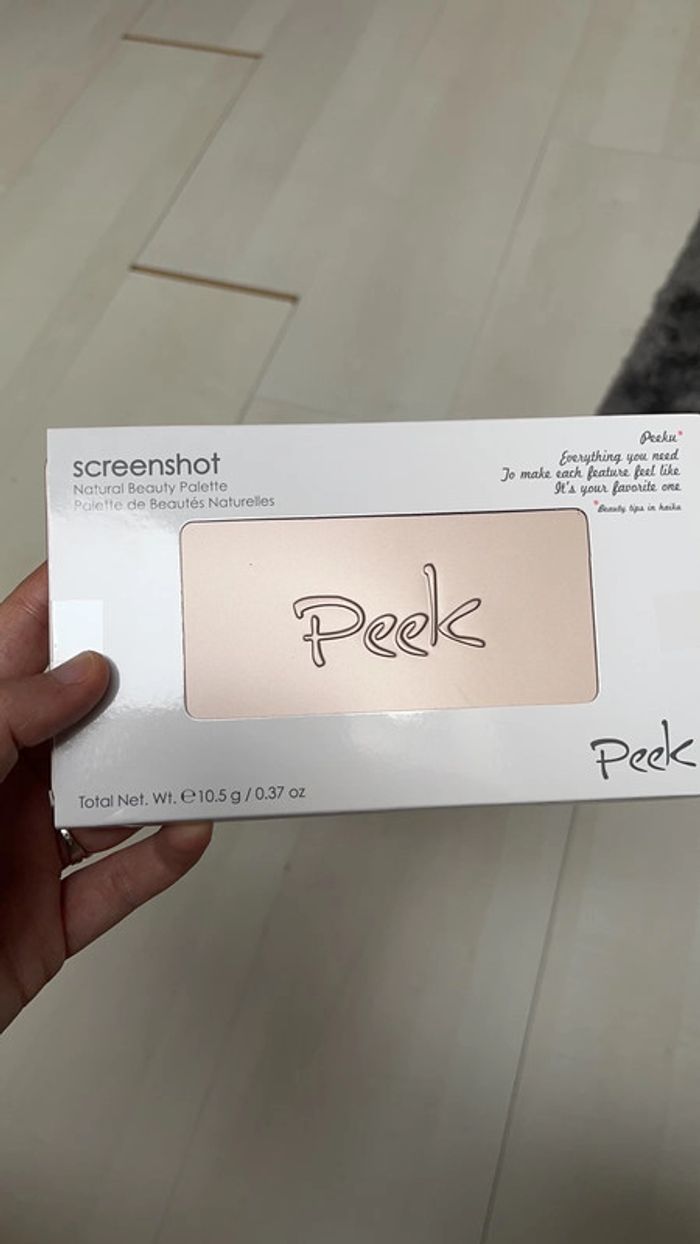 screenshot
Natural Beauty Palette
Palette de Beautés Naturelles
Peeku*
Everything you need
To make each feature feel like
It's your favorite one
*Beauty tips in haiku
Peek
Peek
Total Net. Wt. ℮10.5 g / 0.37 oz